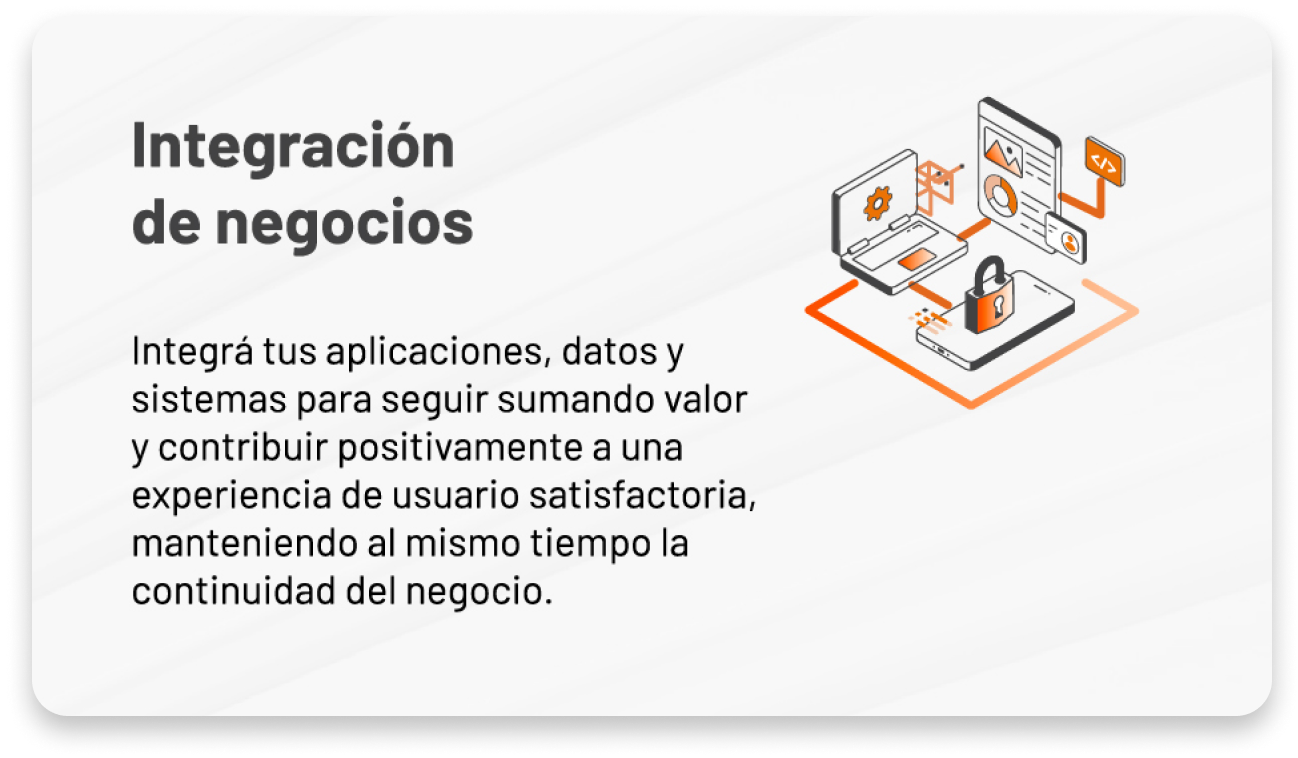 Integración
de negocios
Integrá tus aplicaciones, datos y
sistemas para seguir sumando valor
y contribuir positivamente a una
experiencia de usuario satisfactoria,
manteniendo al mismo tiempo la
continuidad del negocio.
</>